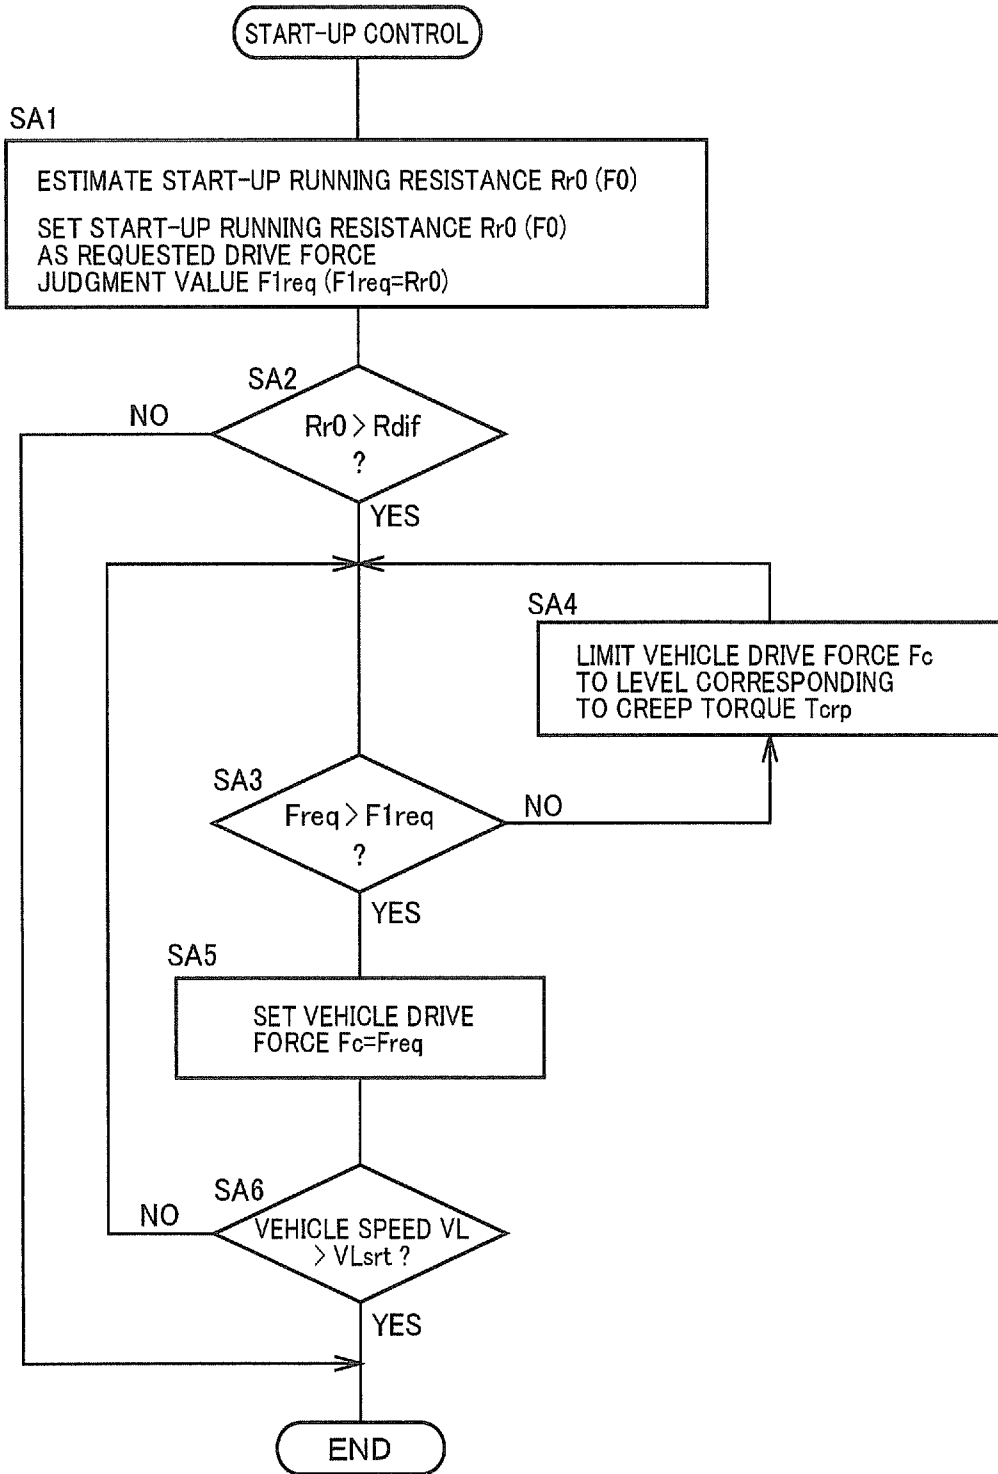 START-UP CONTROL
SA1
ESTIMATE START-UP RUNNING RESISTANCE Rr0 (F0)
SET START-UP RUNNING RESISTANCE Rr0 (F0)
AS REQUESTED DRIVE FORCE
JUDGMENT VALUE F1req (F1req=Rr0)
SA2
NO
Rr0 > Rdif
?
YES
SA4
LIMIT VEHICLE DRIVE FORCE Fc
TO LEVEL CORRESPONDING
TO CREEP TORQUE Tcrp
SA3
Freq > F1req
?
NO
YES
SA5
SET VEHICLE DRIVE
FORCE Fc=Freq
SA6
NO
VEHICLE SPEED VL
> VLsrt ?
YES
END